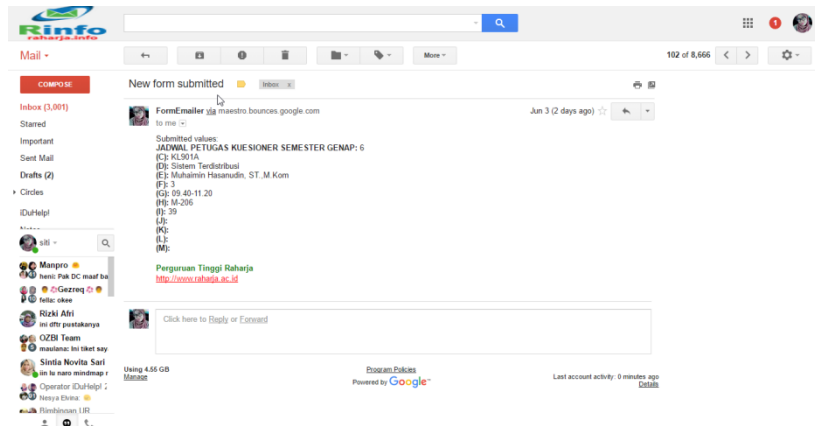 Rinfo
raharja.info
1
Mail
More
102 of 8,666
COMPOSE
New form submitted
Inbox x
Inbox (3,001)
Starred
Important
Sent Mail
Drafts (2)
Circles
iDuHelp!
FormEmailer via maestro.bounces.google.com
Jun 3 (2 days ago)
to me
Submitted values:
JADWAL PETUGAS KUESIONER SEMESTER GENAP: 6
(C): KL901A
(D): Sistem Terdistribusi
(E): Muhaimin Hasanudin, ST.,M.Kom
(F): 3
(G): 09.40-11.20
(H): M-206
(I): 39
(J):
(K):
(L):
(M):
Perguruan Tinggi Raharja
http://www.raharja.ac.id
siti
Manpro
heni: Pak DC maaf ba
Gezreq
fella: okee
Rizki Afri
ini dftr pustakanya
OZBI Team
maulana: Ini tiket say
Sintia Novita Sari
iin lu naro mindmap r
Operator iDuHelp! 2
Nesya Elvina:
Bimbingan UR
Click here to Reply or Forward
Using 4.55 GB
Manage
Program Policies
Powered by Google
Last account activity: 0 minutes ago
Details